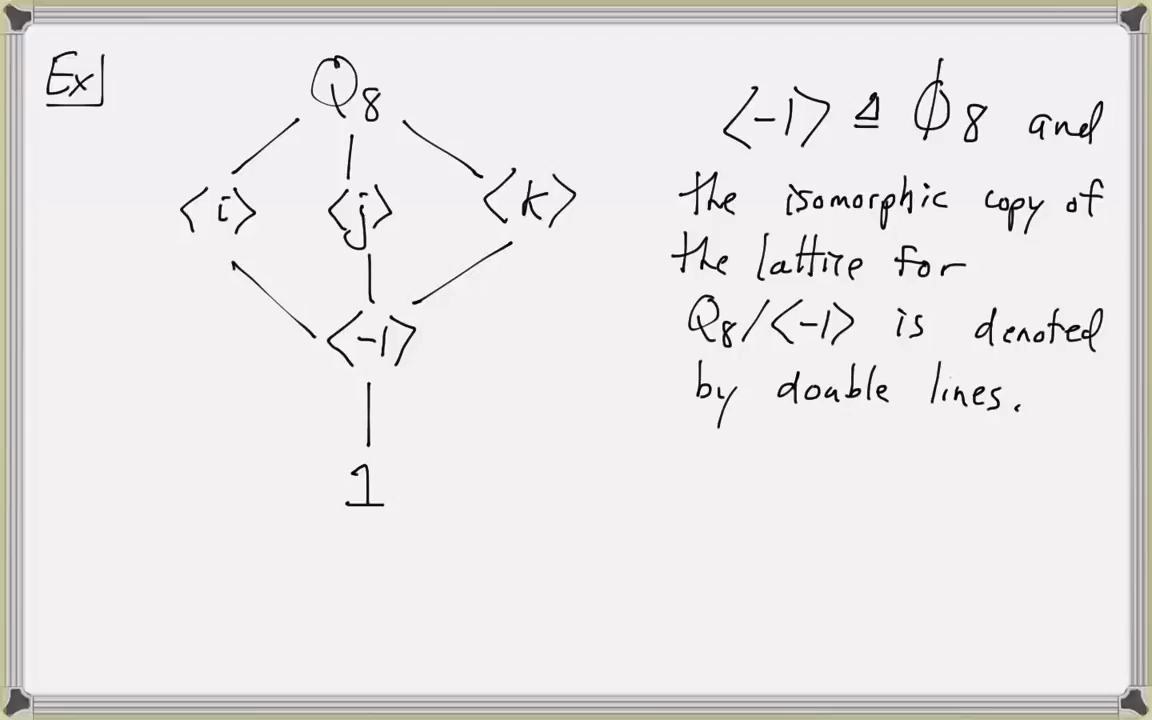 Ex
Q8
<i> <j> <k>
<-1>
1
<-1> ⊴ Q8 and
the isomorphic copy of
the lattice for
Q8/<-1> is denoted
by double lines.